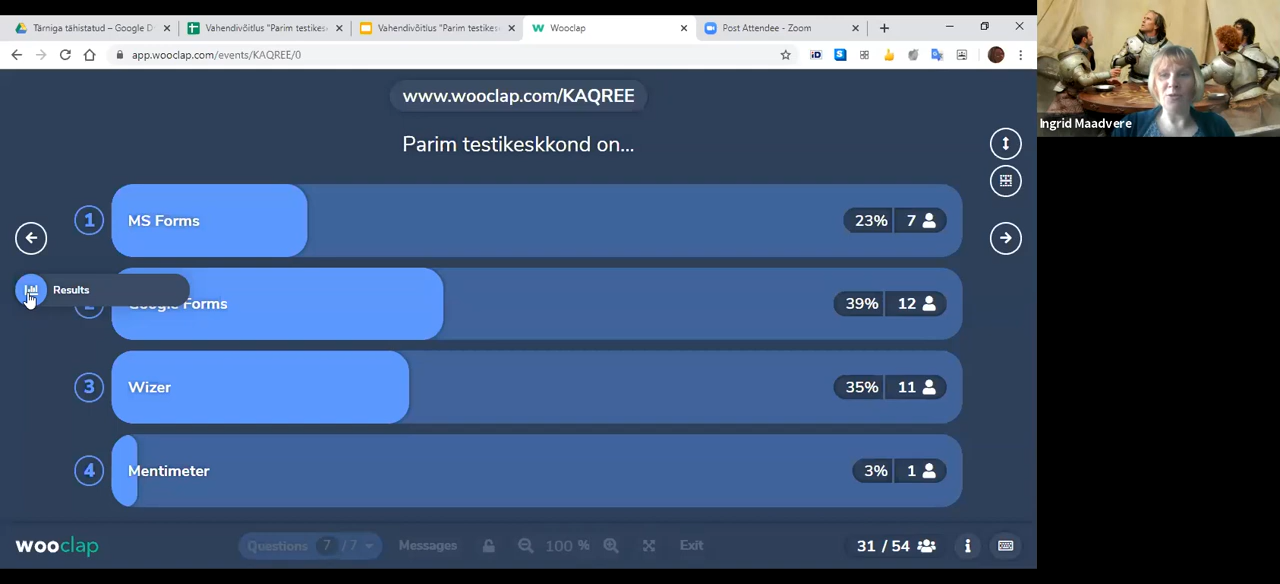 Tärniga tähistatud – Google D
Vahendivõitlus "Parim testikes
Vahendivõitlus "Parim testikes
Wooclap
Post Attendee - Zoom
app.wooclap.com/events/KAQREE/0
Ingrid Maadvere
www.wooclap.com/KAQREE
Parim testikeskkond on...
1 MS Forms 23% 7
Results
2 Google Forms 39% 12
3 Wizer 35% 11
4 Mentimeter 3% 1
wooclap Questions 7 / 7 Messages 100 % Exit 31 / 54